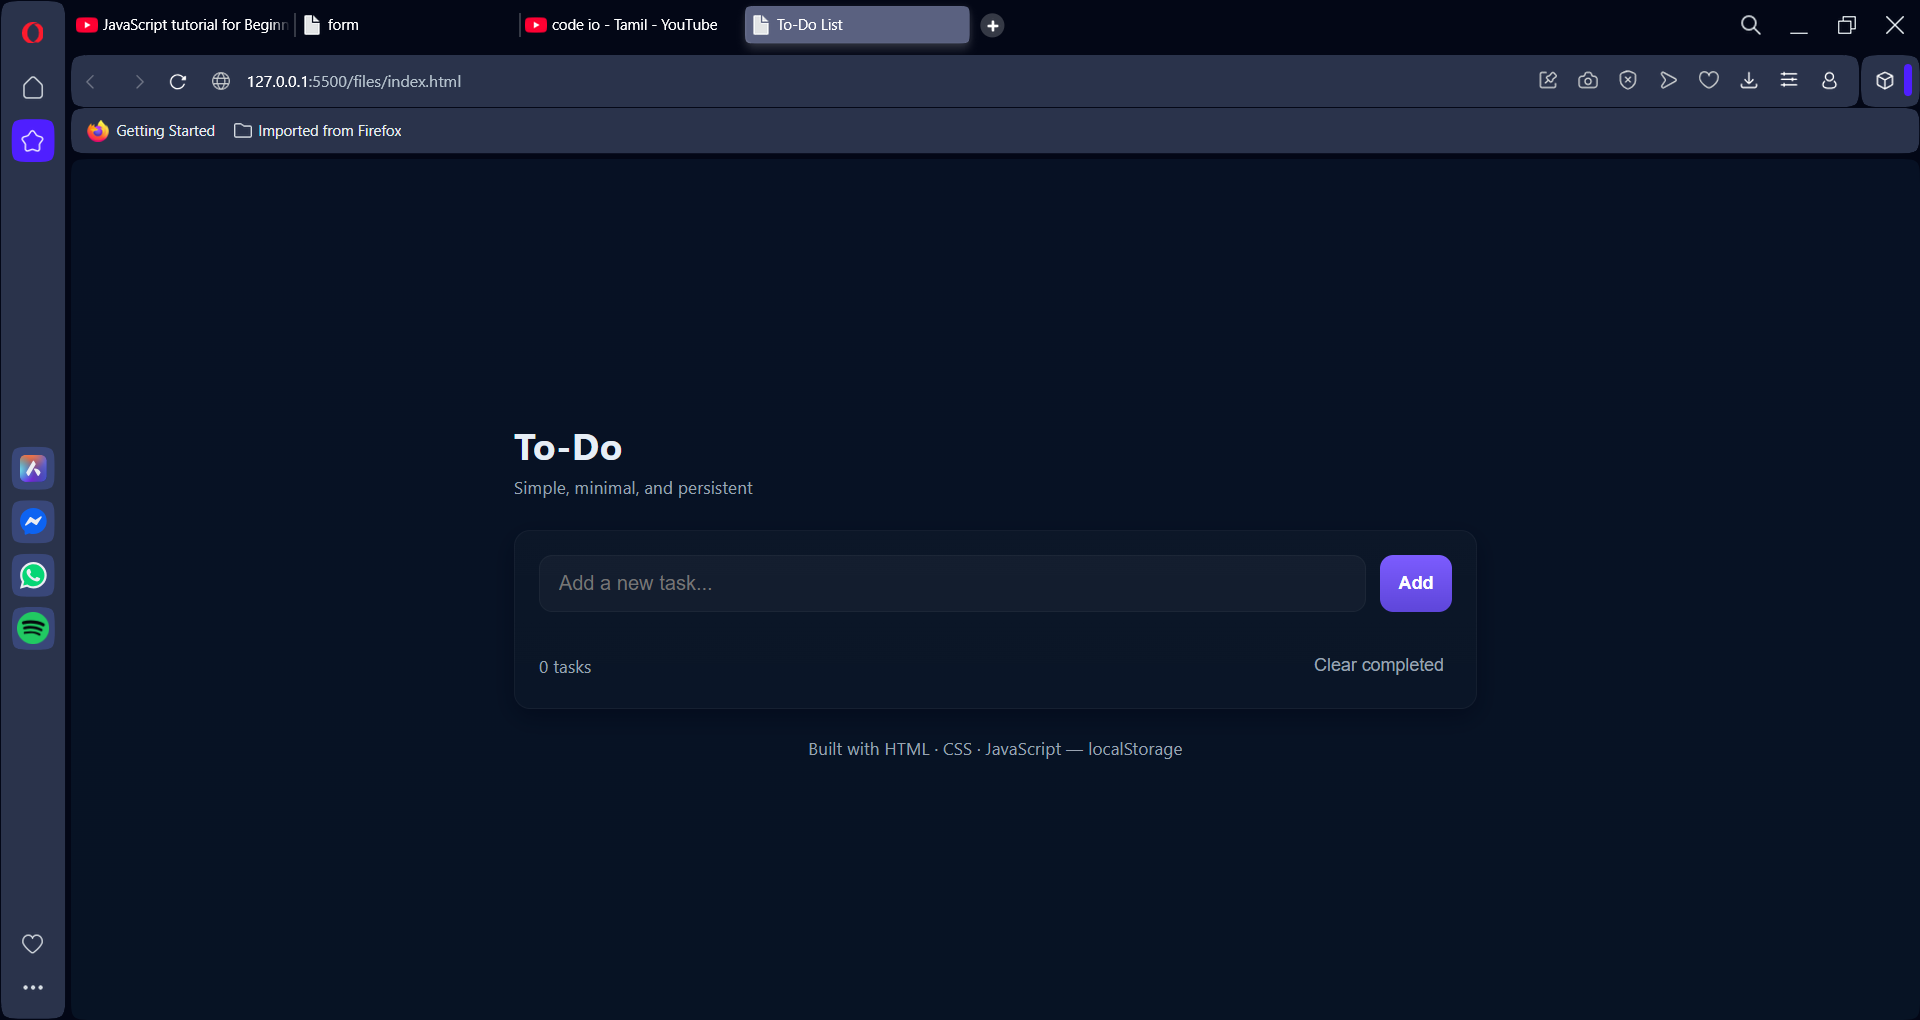 JavaScript tutorial for Beginn
form
code io - Tamil - YouTube
To-Do List
127.0.0.1:5500/files/index.html
Getting Started
Imported from Firefox
To-Do
Simple, minimal, and persistent
Add a new task...
Add
0 tasks
Clear completed
Built with HTML · CSS · JavaScript — localStorage